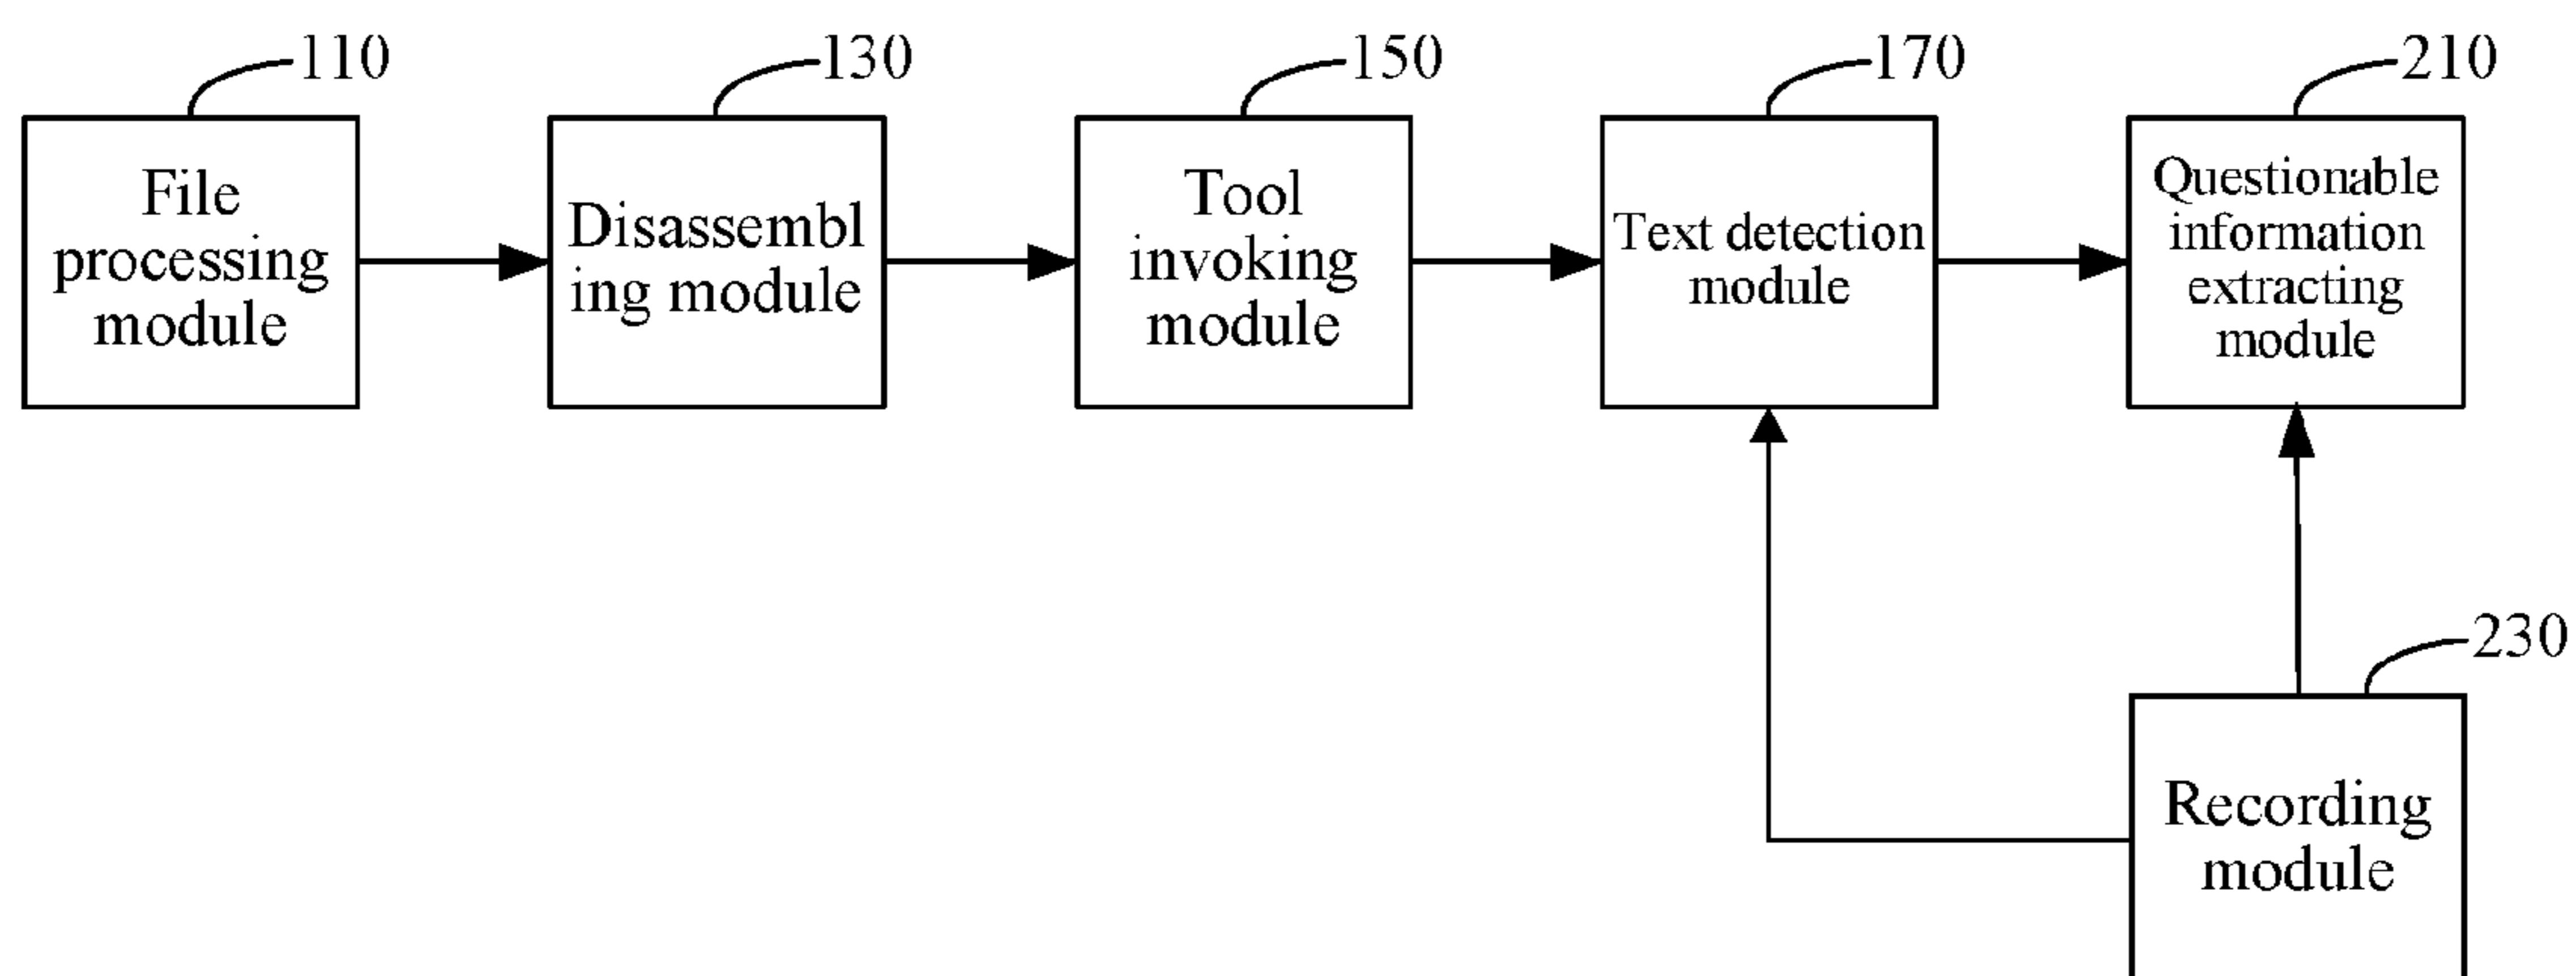 110
130
150
170
210
File
processing
module
Disassembl
ing module
Tool
invoking
module
Text detection
module
Questionable
information
extracting
module
230
Recording
module